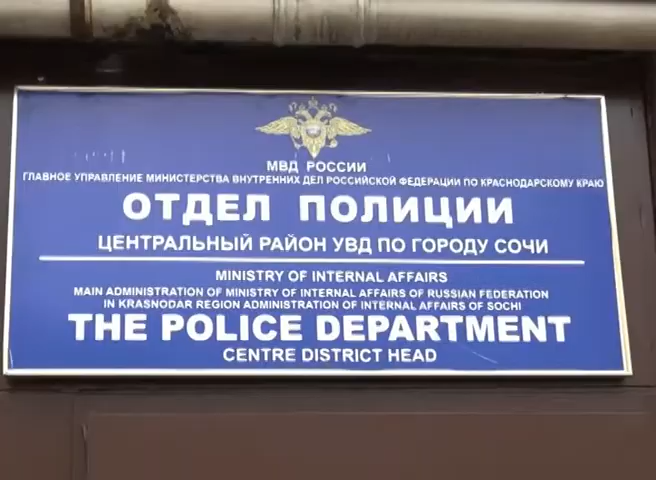 МВД РОССИИ
ГЛАВНОЕ УПРАВЛЕНИЕ МИНИСТЕРСТВА ВНУТРЕННИХ ДЕЛ РОССИЙСКОЙ ФЕДЕРАЦИИ ПО КРАСНОДАРСКОМУ КРАЮ
ОТДЕЛ ПОЛИЦИИ
ЦЕНТРАЛЬНЫЙ РАЙОН УВД ПО ГОРОДУ СОЧИ
MINISTRY OF INTERNAL AFFAIRS
MAIN ADMINISTRATION OF MINISTRY OF INTERNAL AFFAIRS OF RUSSIAN FEDERATION
IN KRASNODAR REGION ADMINISTRATION OF INTERNAL AFFAIRS OF SOCHI
THE POLICE DEPARTMENT
CENTRE DISTRICT HEAD